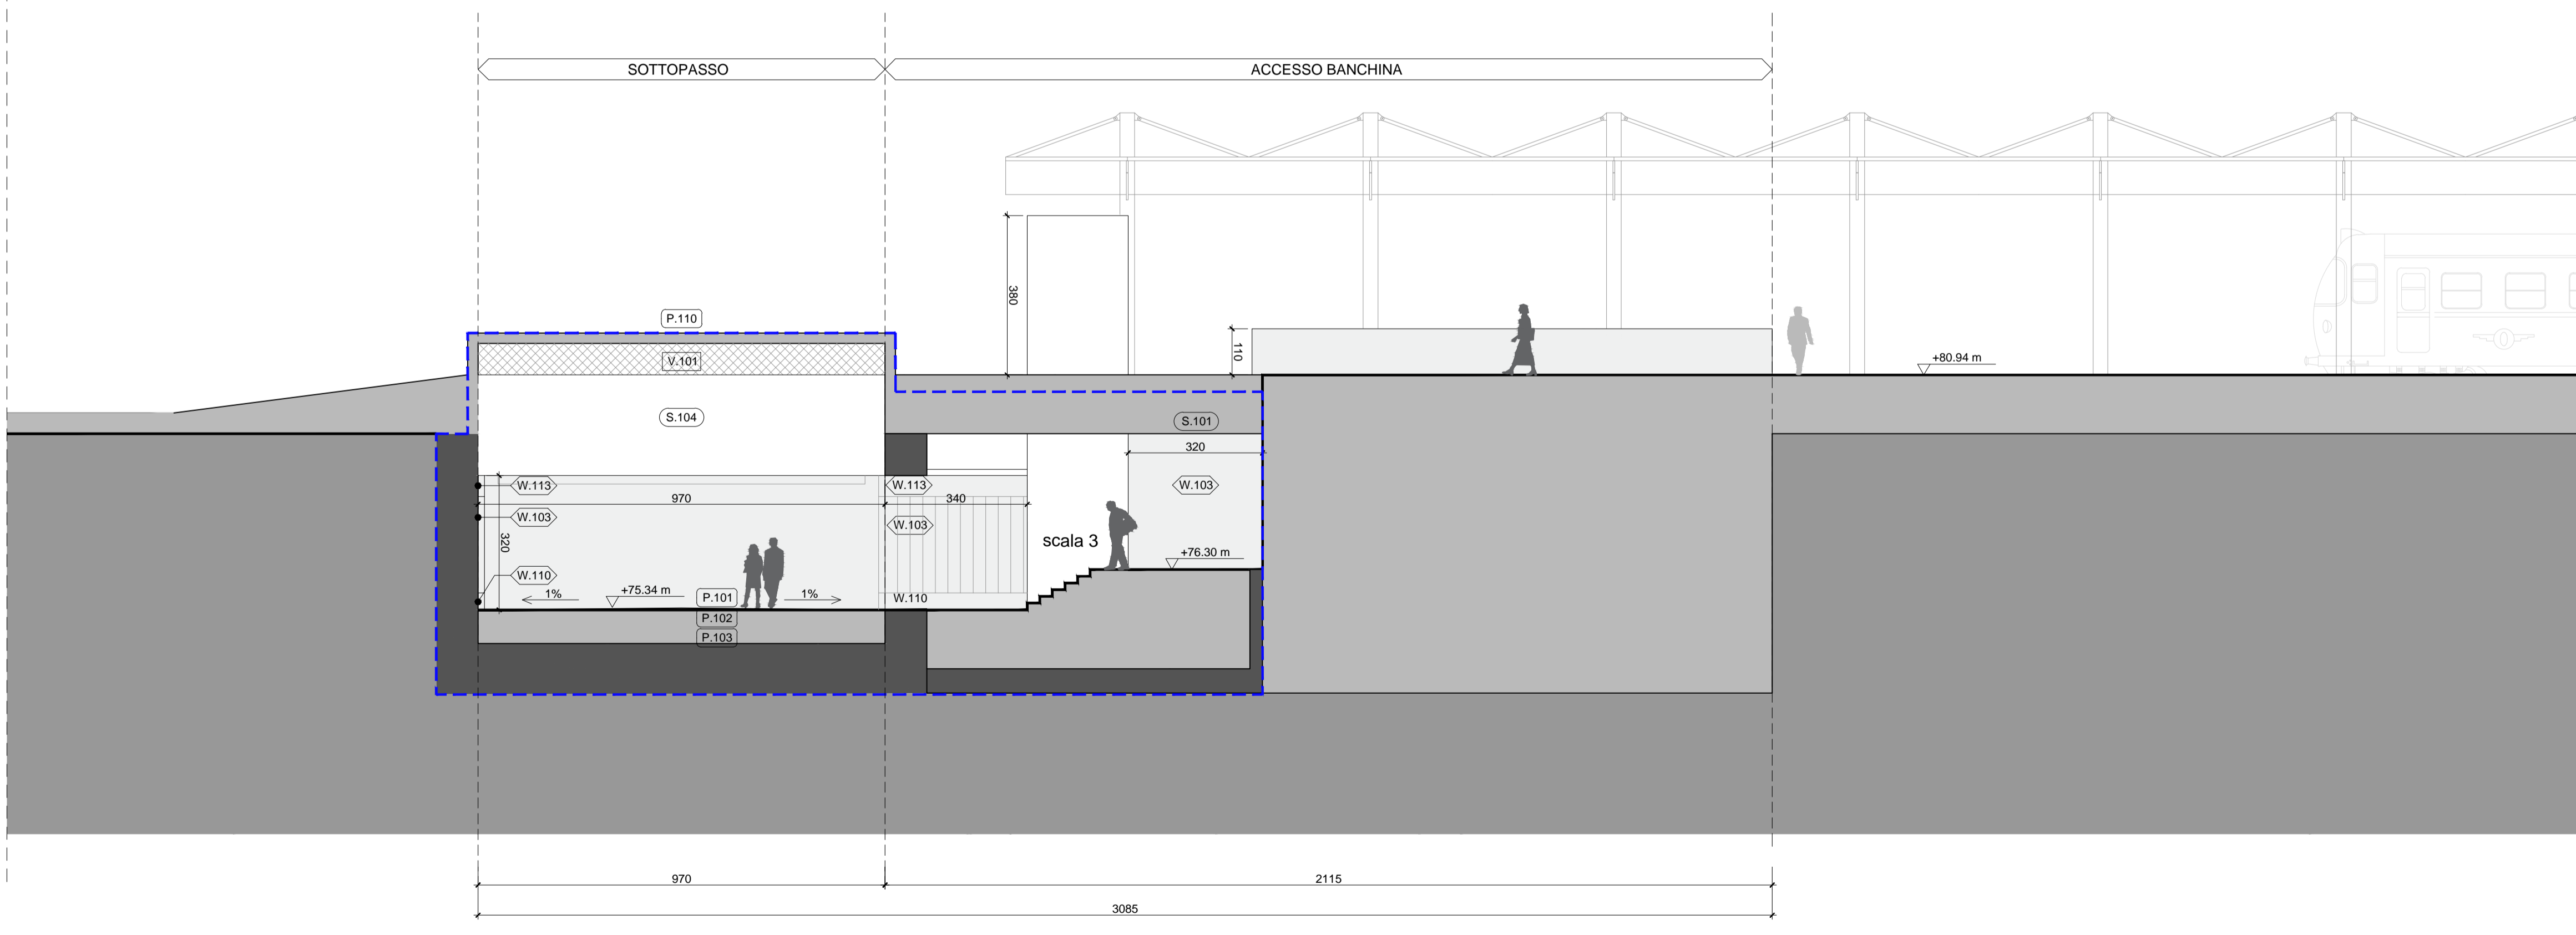 SOTTOPASSO
ACCESSO BANCHINA
380
P.110
110
V.101
+80.94 m
S.104
S.101
320
W.113
W.113
W.103
970
340
W.103
W.103
320
scala 3
+76.30 m
W.110
1%
+75.34 m
P.101
1%
W.110
P.102
P.103
970
2115
3085